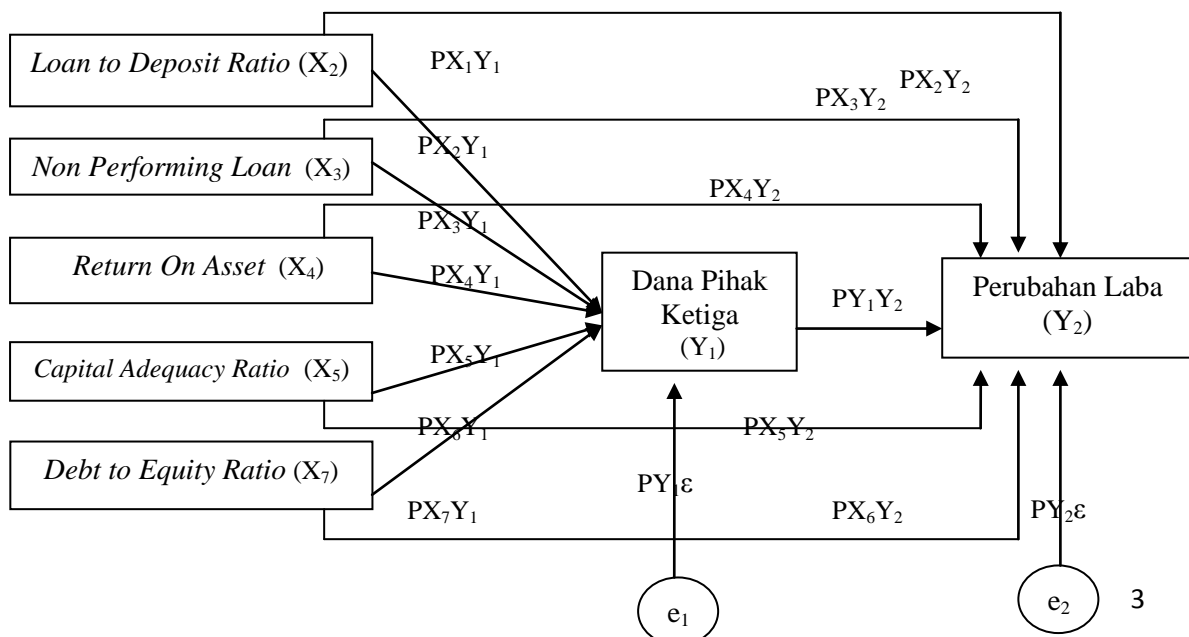 Loan to Deposit Ratio (X₂)
PX₁Y₁
PX₂Y₂
PX₃Y₂
Non Performing Loan (X₃)
PX₂Y₁
PX₄Y₂
PX₃Y₁
Return On Asset (X₄)
PX₄Y₁
Dana Pihak
Ketiga
(Y₁)
PY₁Y₂
Perubahan Laba
(Y₂)
Capital Adequacy Ratio (X₅)
PX₅Y₁
PX₆Y₁
PX₅Y₂
Debt to Equity Ratio (X₇)
PY₁ε
PX₇Y₁
PX₆Y₂
PY₂ε
e₁
e₂
3